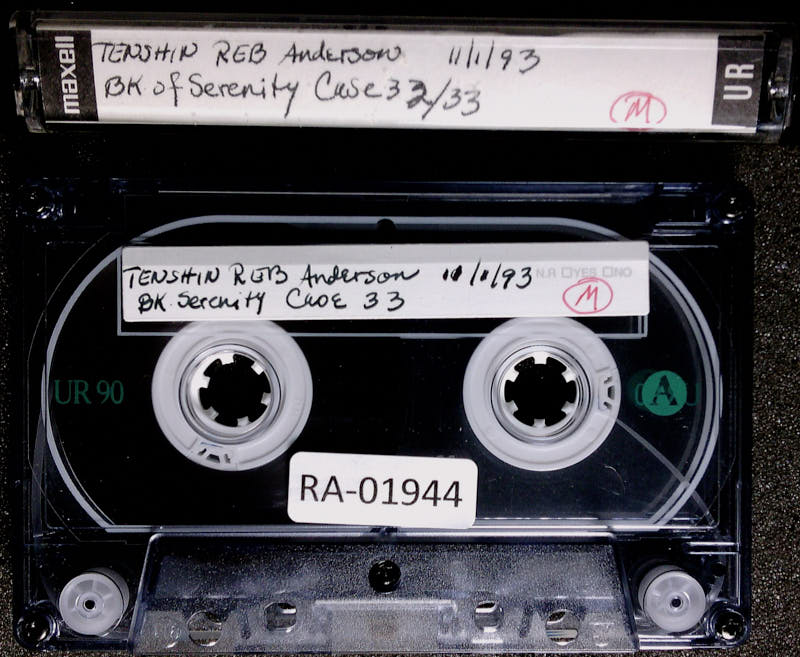 maxell
TENSHIN REB Anderson 11/1/93
BK of Serenity Case 32/33
M
UR
TENSHIN REB Anderson 11/1/93
N.R □YES □NO
BK. Serenity Case 33
M
UR 90
A
RA-01944